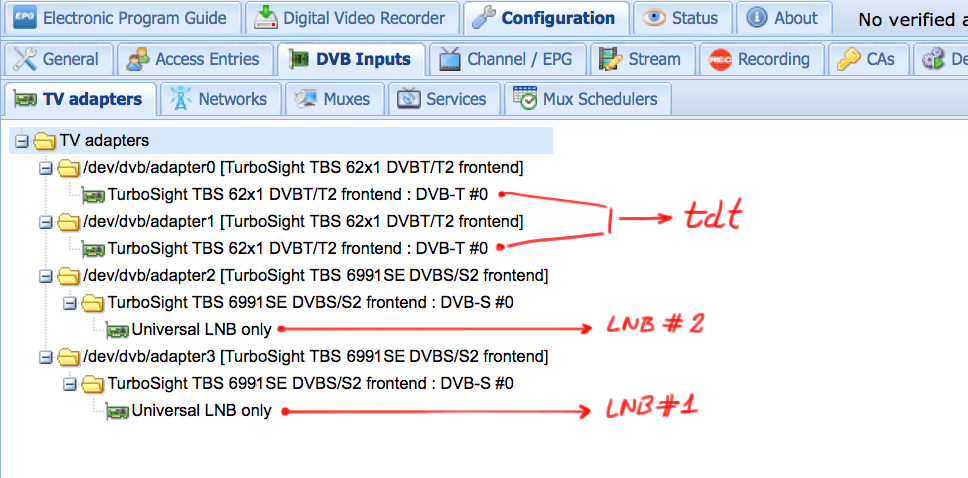 EPG Electronic Program Guide Digital Video Recorder Configuration Status About No verified a
General Access Entries DVB Inputs Channel / EPG Stream REC Recording CAs De
TV adapters Networks Muxes Services Mux Schedulers
TV adapters
/dev/dvb/adapter0 [TurboSight TBS 62x1 DVBT/T2 frontend]
TurboSight TBS 62x1 DVBT/T2 frontend : DVB-T #0
tdt
/dev/dvb/adapter1 [TurboSight TBS 62x1 DVBT/T2 frontend]
TurboSight TBS 62x1 DVBT/T2 frontend : DVB-T #0
/dev/dvb/adapter2 [TurboSight TBS 6991SE DVBS/S2 frontend]
TurboSight TBS 6991SE DVBS/S2 frontend : DVB-S #0
Universal LNB only LNB #2
/dev/dvb/adapter3 [TurboSight TBS 6991SE DVBS/S2 frontend]
TurboSight TBS 6991SE DVBS/S2 frontend : DVB-S #0
Universal LNB only LNB #1